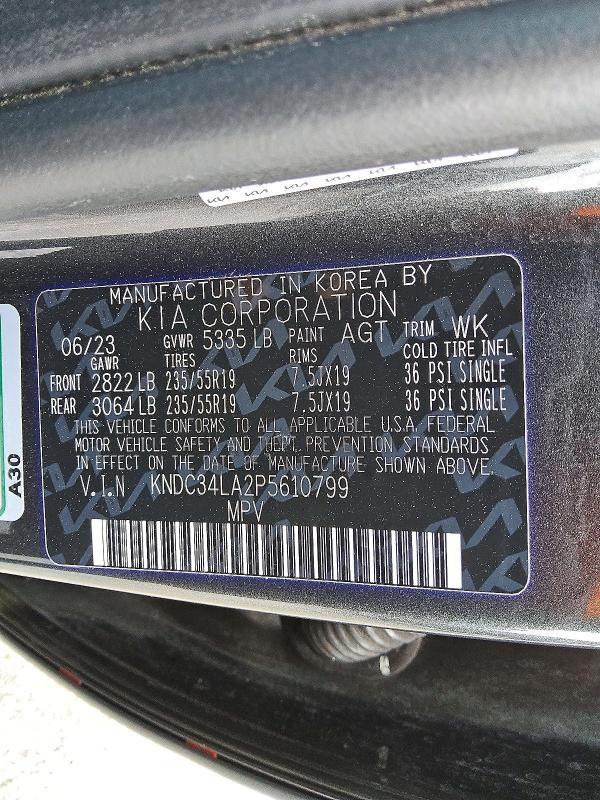 MANUFACTURED IN KOREA BY
KIA CORPORATION
06/23 GVWR 5335 LB PAINT AGT TRIM WK
GAWR TIRES RIMS COLD TIRE INFL
FRONT 2822 LB 235/55R19 7.5JX19 36 PSI SINGLE
REAR 3064 LB 235/55R19 7.5JX19 36 PSI SINGLE
THIS VEHICLE CONFORMS TO ALL APPLICABLE U.S.A. FEDERAL
MOTOR VEHICLE SAFETY AND THEFT PREVENTION STANDARDS
IN EFFECT ON THE DATE OF MANUFACTURE SHOWN ABOVE.
V.I.N KNDC34LA2P5610799
MPV
A30